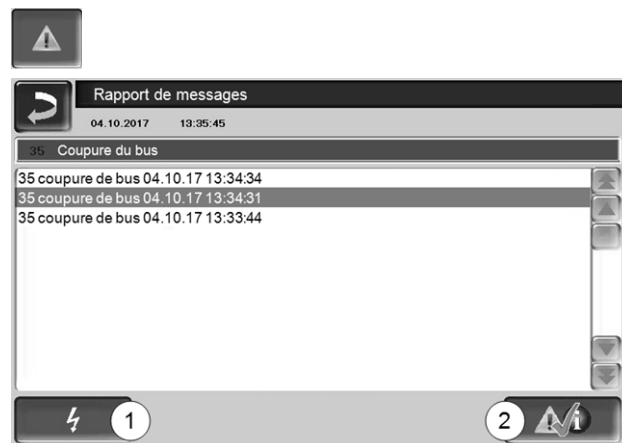 Rapport de messages
04.10.2017 13:35:45
35 Coupure du bus
35 coupure de bus 04.10.17 13:34:34
35 coupure de bus 04.10.17 13:34:31
35 coupure de bus 04.10.17 13:33:44
1
2